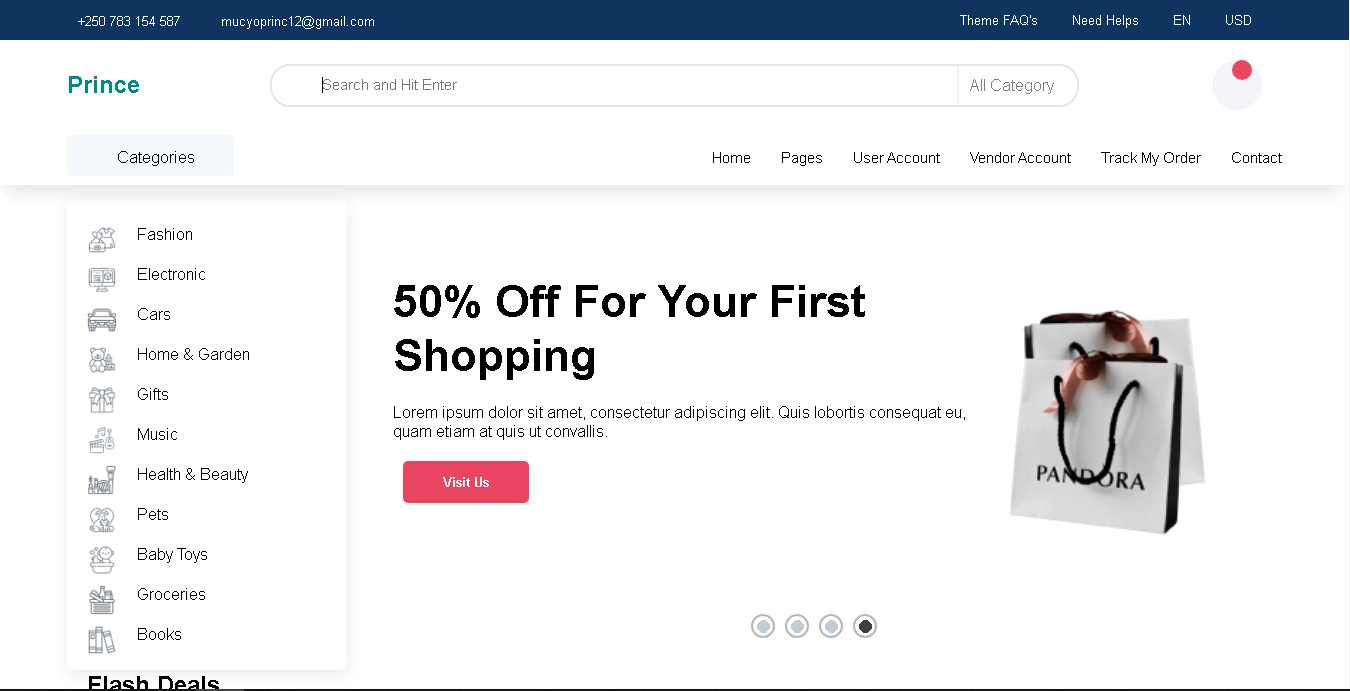 +250 783 154 587
mucyoprinc12@gmail.com
Theme FAQ's
Need Helps
EN
USD
Prince
Search and Hit Enter
All Category
Categories
Home
Pages
User Account
Vendor Account
Track My Order
Contact
Fashion
Electronic
Cars
Home & Garden
Gifts
Music
Health & Beauty
Pets
Baby Toys
Groceries
Books
50% Off For Your First
Shopping
Lorem ipsum dolor sit amet, consectetur adipiscing elit. Quis lobortis consequat eu,
quam etiam at quis ut convallis.
Visit Us
PANDORA
Flash Deals